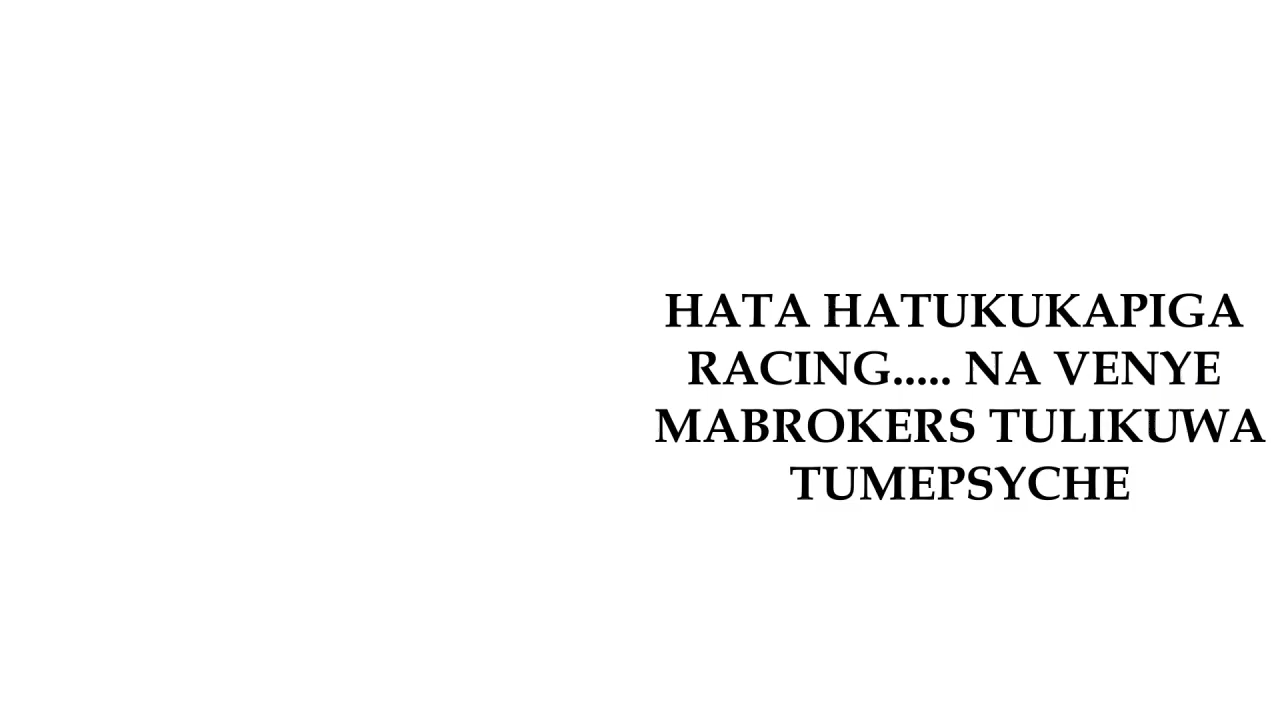 HATA HATUKUKAPIGA
RACING..... NA VENYE
MABROKERS TULIKUWA
TUMEPSYCHE